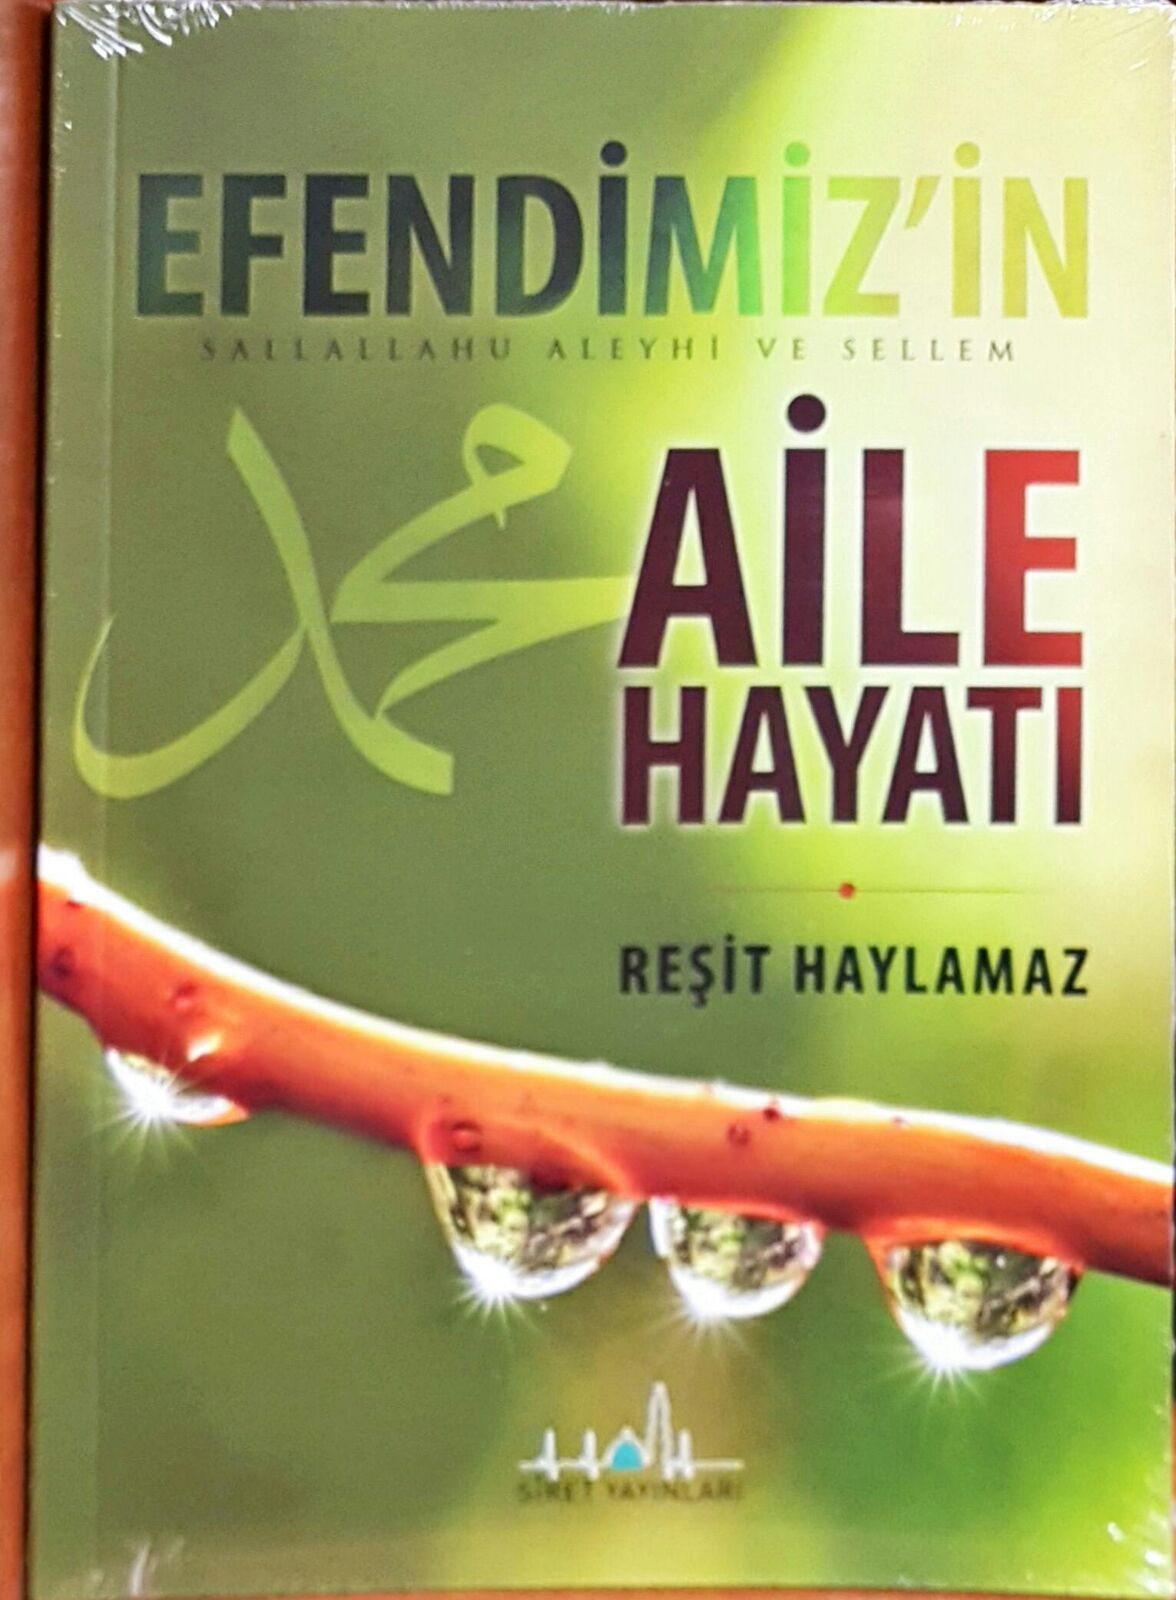 EFENDİMİZ'İN
SALLALLAHU ALEYHİ VE SELLEM
محمد
AİLE
HAYATI
REŞİT HAYLAMAZ
SİRET YAYINLARI